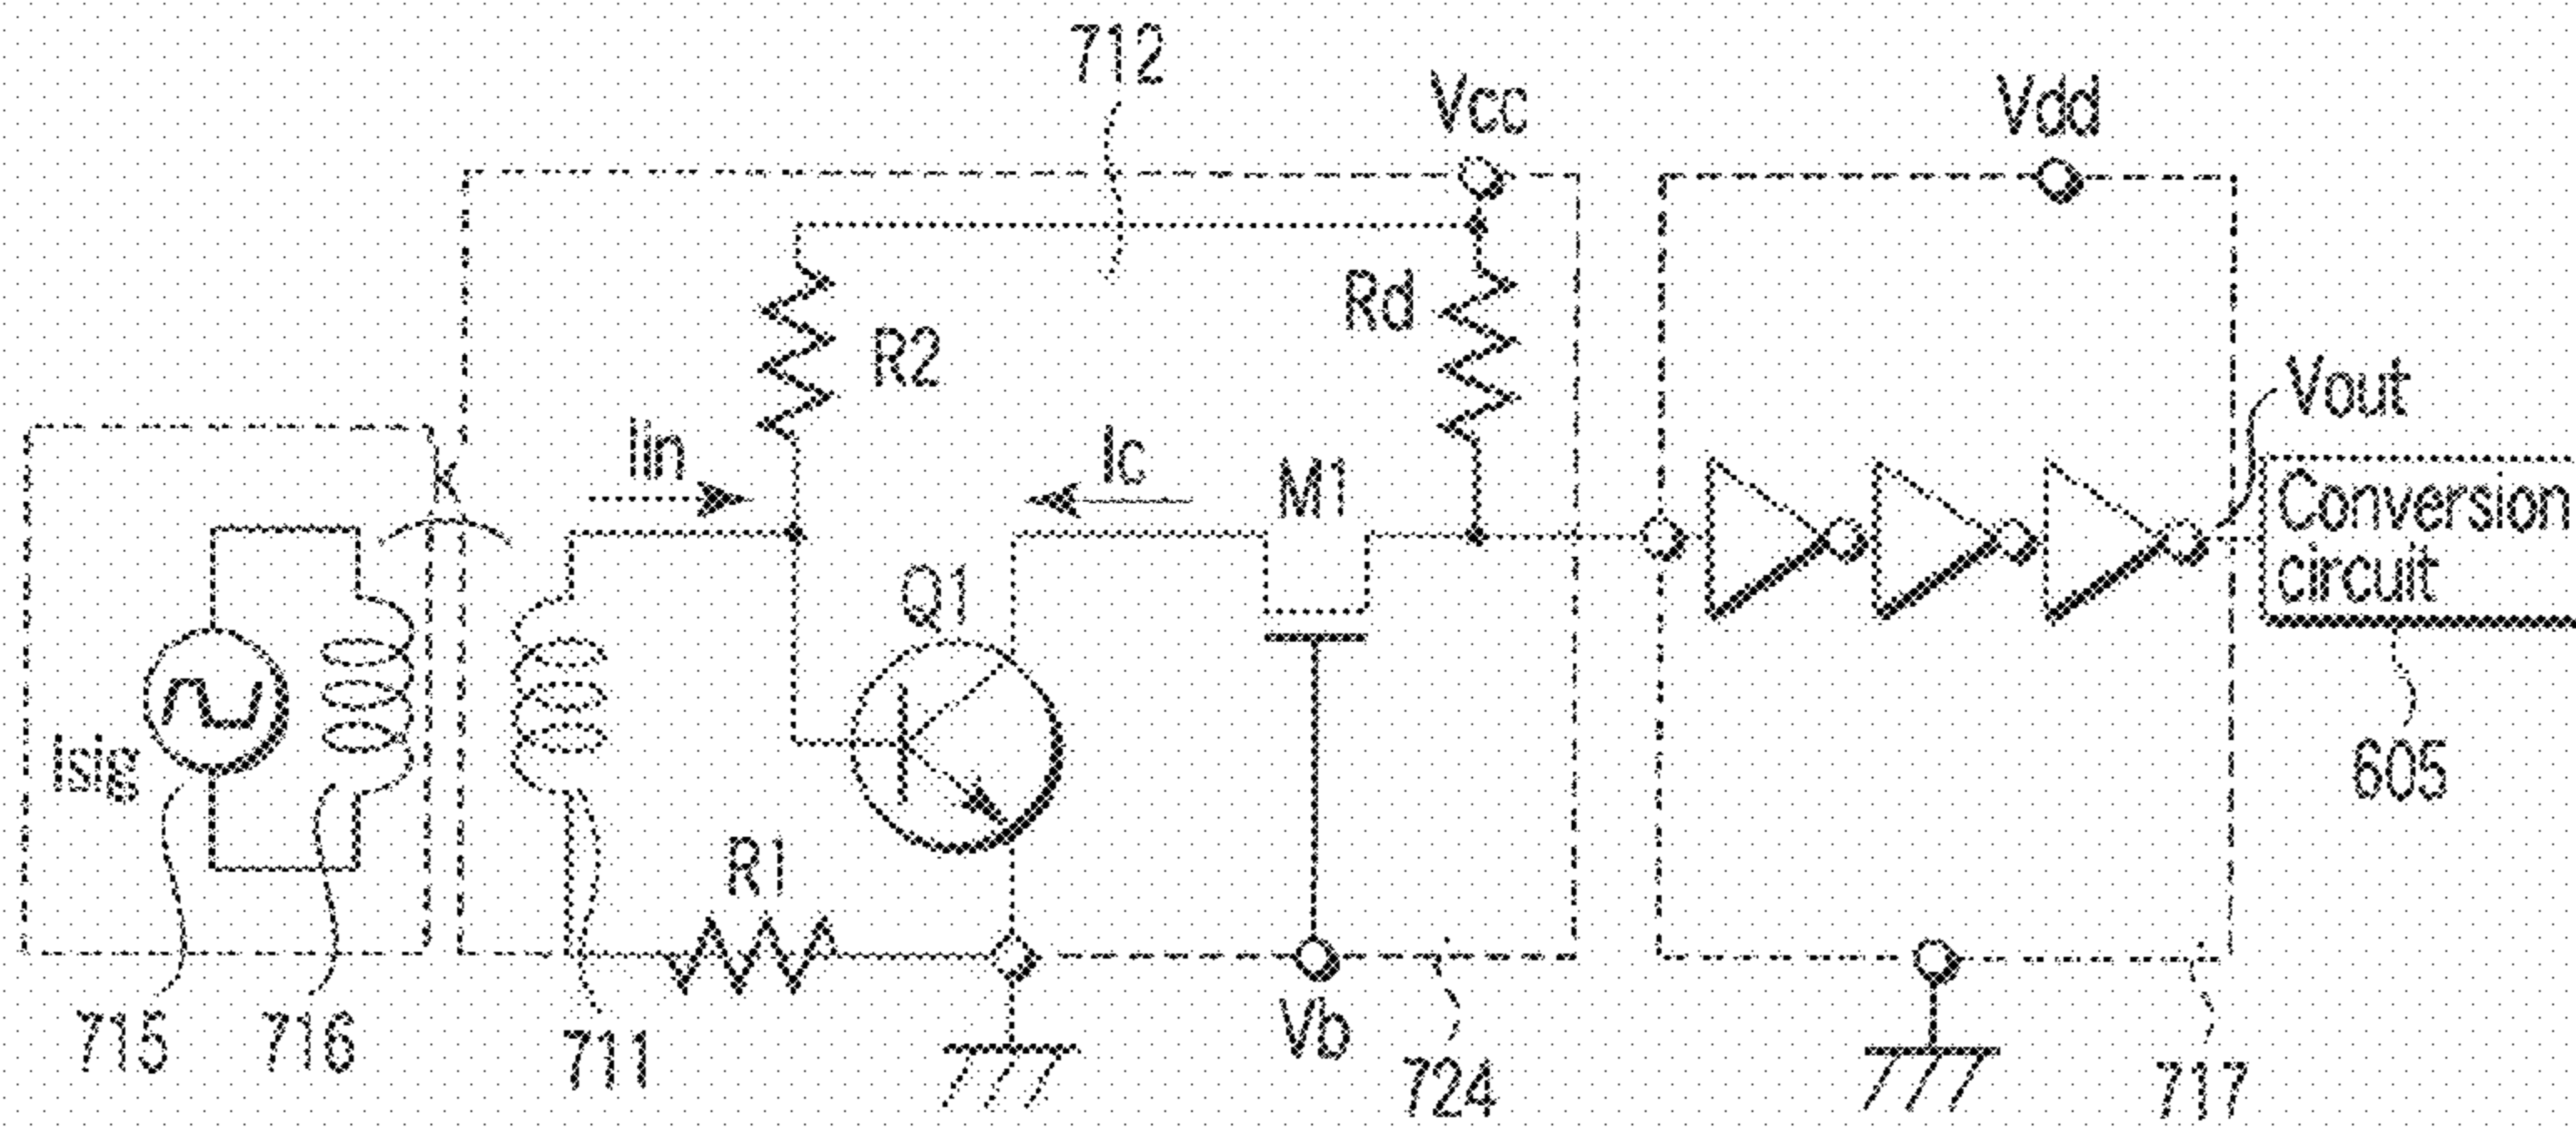 712
Vcc
Vdd
R2
Rd
Vout
Iin
Ic
M1
K
Conversion
circuit
Q1
Isig
605
R1
715
716
711
Vb
724
717